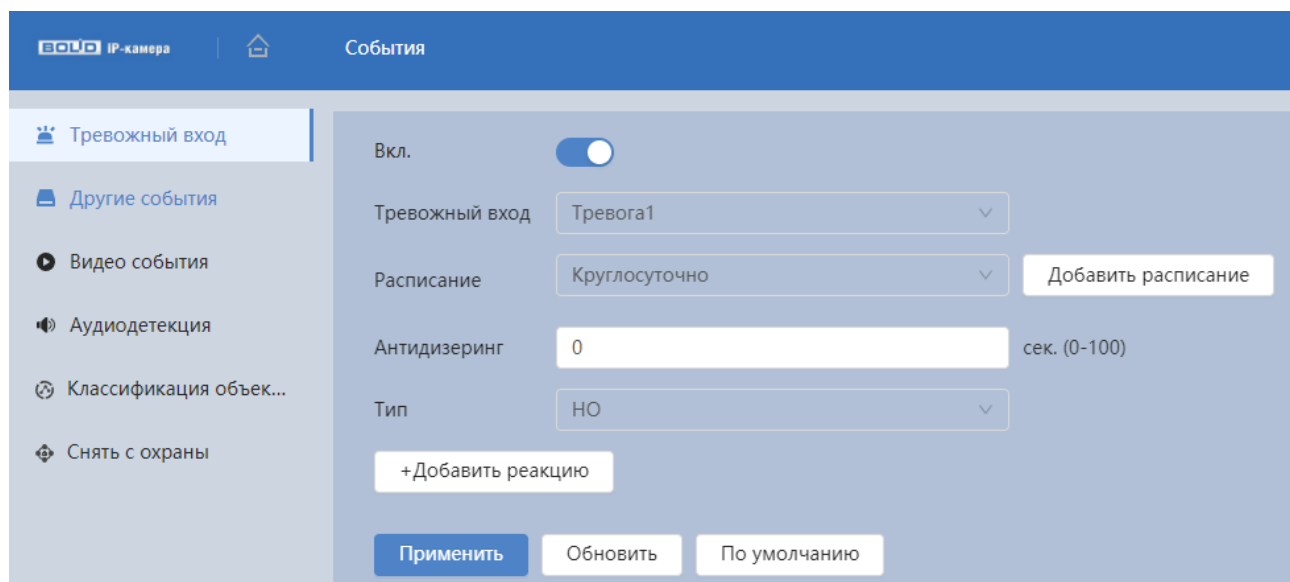 BOLID IP-камера
События
Тревожный вход
Другие события
Видео события
Аудиодетекция
Классификация объек...
Снять с охраны
Вкл.
Тревожный вход Тревога1
Расписание Круглосуточно Добавить расписание
Антидизеринг 0 сек. (0-100)
Тип НО
+Добавить реакцию
Применить Обновить По умолчанию